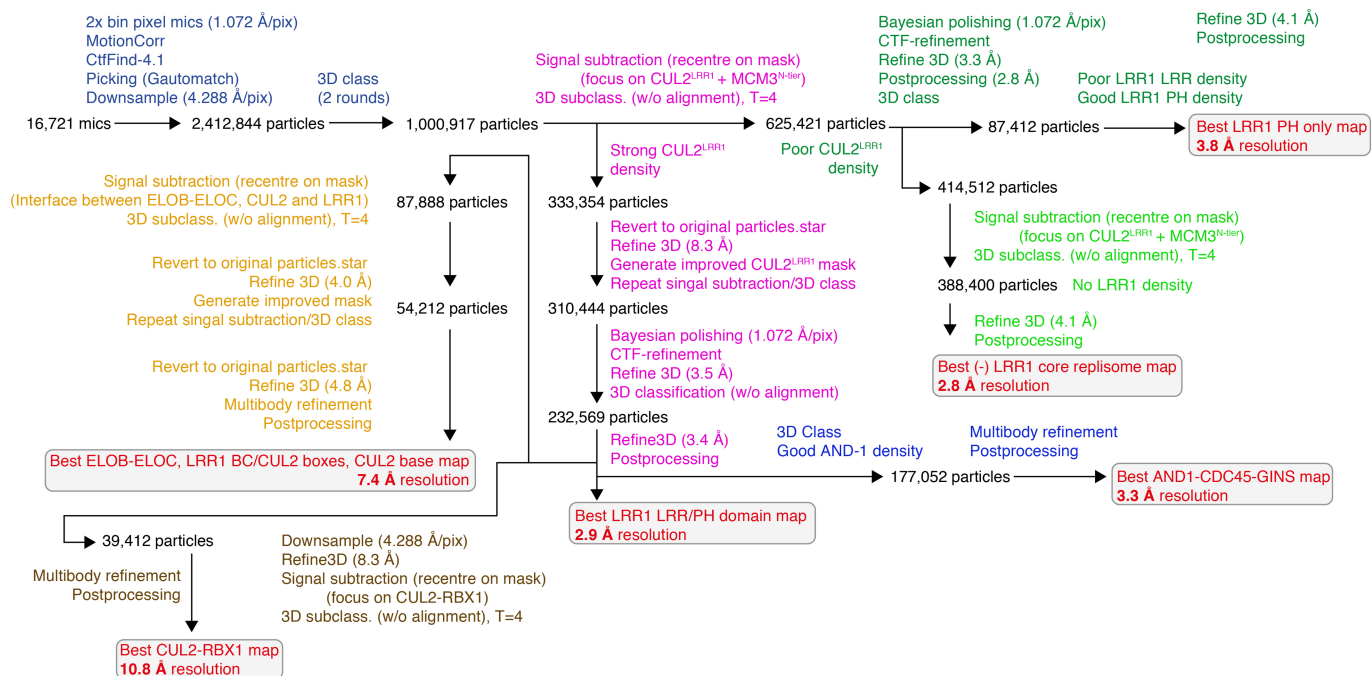 2x bin pixel mics (1.072 Å/pix)
MotionCorr
CtfFind-4.1
Picking (Gautomatch)
Downsample (4.288 Å/pix)
3D class
(2 rounds)
Signal subtraction (recentre on mask)
(focus on CUL2LRR1 + MCM3N-tier)
3D subclass. (w/o alignment), T=4
Bayesian polishing (1.072 Å/pix)
CTF-refinement
Refine 3D (3.3 Å)
Postprocessing (2.8 Å)
3D class
Refine 3D (4.1 Å)
Postprocessing
Poor LRR1 LRR density
Good LRR1 PH density
16,721 mics
2,412,844 particles
1,000,917 particles
625,421 particles
87,412 particles
Best LRR1 PH only map
3.8 Å resolution
Strong CUL2LRR1
density
Poor CUL2LRR1
density
Signal subtraction (recentre on mask)
(Interface between ELOB-ELOC, CUL2 and LRR1)
3D subclass. (w/o alignment), T=4
87,888 particles
333,354 particles
414,512 particles
Revert to original particles.star
Refine 3D (8.3 Å)
Generate improved CUL2LRR1 mask
Repeat singal subtraction/3D class
Signal subtraction (recentre on mask)
(focus on CUL2LRR1 + MCM3N-tier)
3D subclass. (w/o alignment), T=4
Revert to original particles.star
Refine 3D (4.0 Å)
Generate improved mask
Repeat singal subtraction/3D class
54,212 particles
310,444 particles
388,400 particles
No LRR1 density
Refine 3D (4.1 Å)
Postprocessing
Best (-) LRR1 core replisome map
2.8 Å resolution
Bayesian polishing (1.072 Å/pix)
CTF-refinement
Refine 3D (3.5 Å)
3D classification (w/o alignment)
Revert to original particles.star
Refine 3D (4.8 Å)
Multibody refinement
Postprocessing
232,569 particles
Refine3D (3.4 Å)
Postprocessing
3D Class
Good AND-1 density
Multibody refinement
Postprocessing
Best ELOB-ELOC, LRR1 BC/CUL2 boxes, CUL2 base map
7.4 Å resolution
177,052 particles
Best AND1-CDC45-GINS map
3.3 Å resolution
Best LRR1 LRR/PH domain map
2.9 Å resolution
39,412 particles
Downsample (4.288 Å/pix)
Refine3D (8.3 Å)
Signal subtraction (recentre on mask)
(focus on CUL2-RBX1)
3D subclass. (w/o alignment), T=4
Multibody refinement
Postprocessing
Best CUL2-RBX1 map
10.8 Å resolution